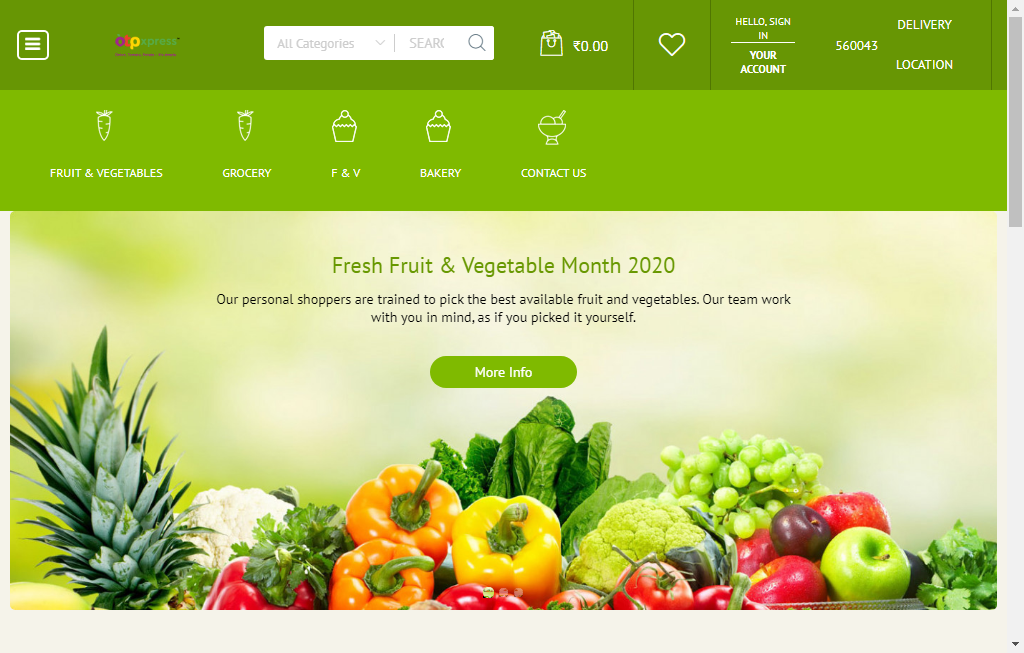 otpxpress
All Categories
SEARC
₹0.00
HELLO, SIGN
IN
YOUR
ACCOUNT
560043
DELIVERY
LOCATION
FRUIT & VEGETABLES
GROCERY
F & V
BAKERY
CONTACT US
Fresh Fruit & Vegetable Month 2020
Our personal shoppers are trained to pick the best available fruit and vegetables. Our team work
with you in mind, as if you picked it yourself.
More Info